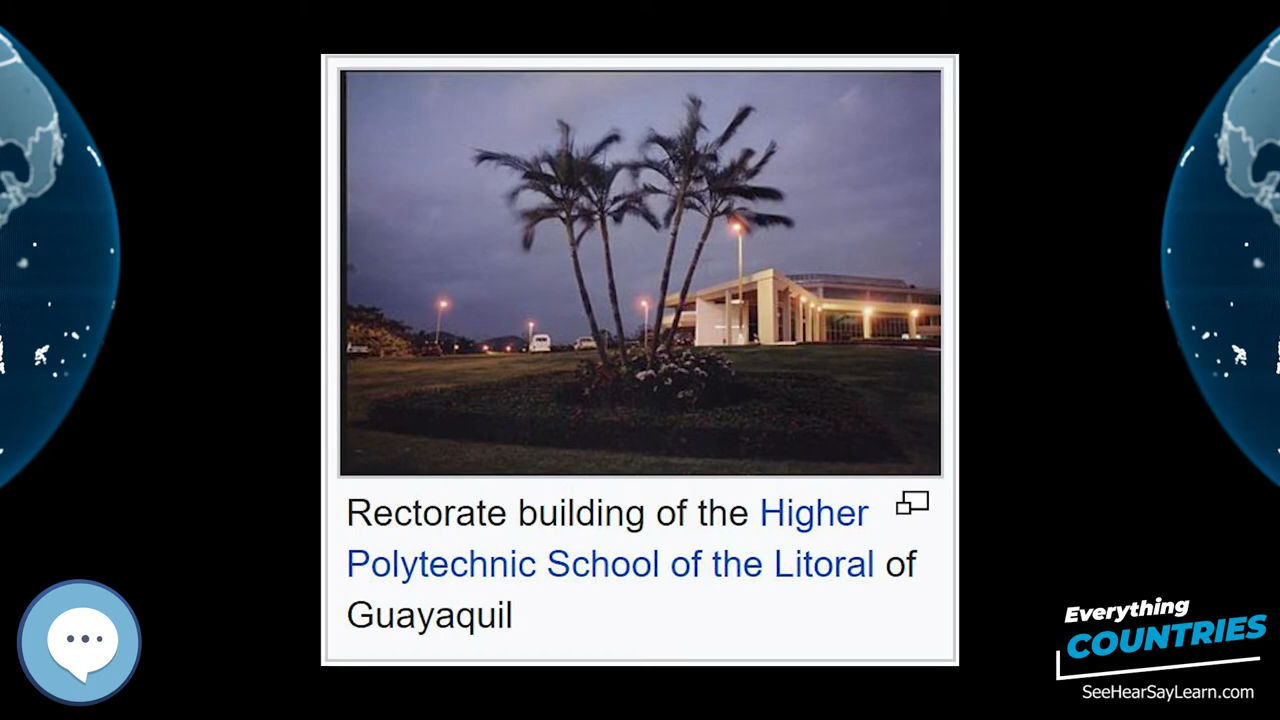 Rectorate building of the Higher
Polytechnic School of the Litoral of
Guayaquil
Everything
COUNTRIES
SeeHearSayLearn.com